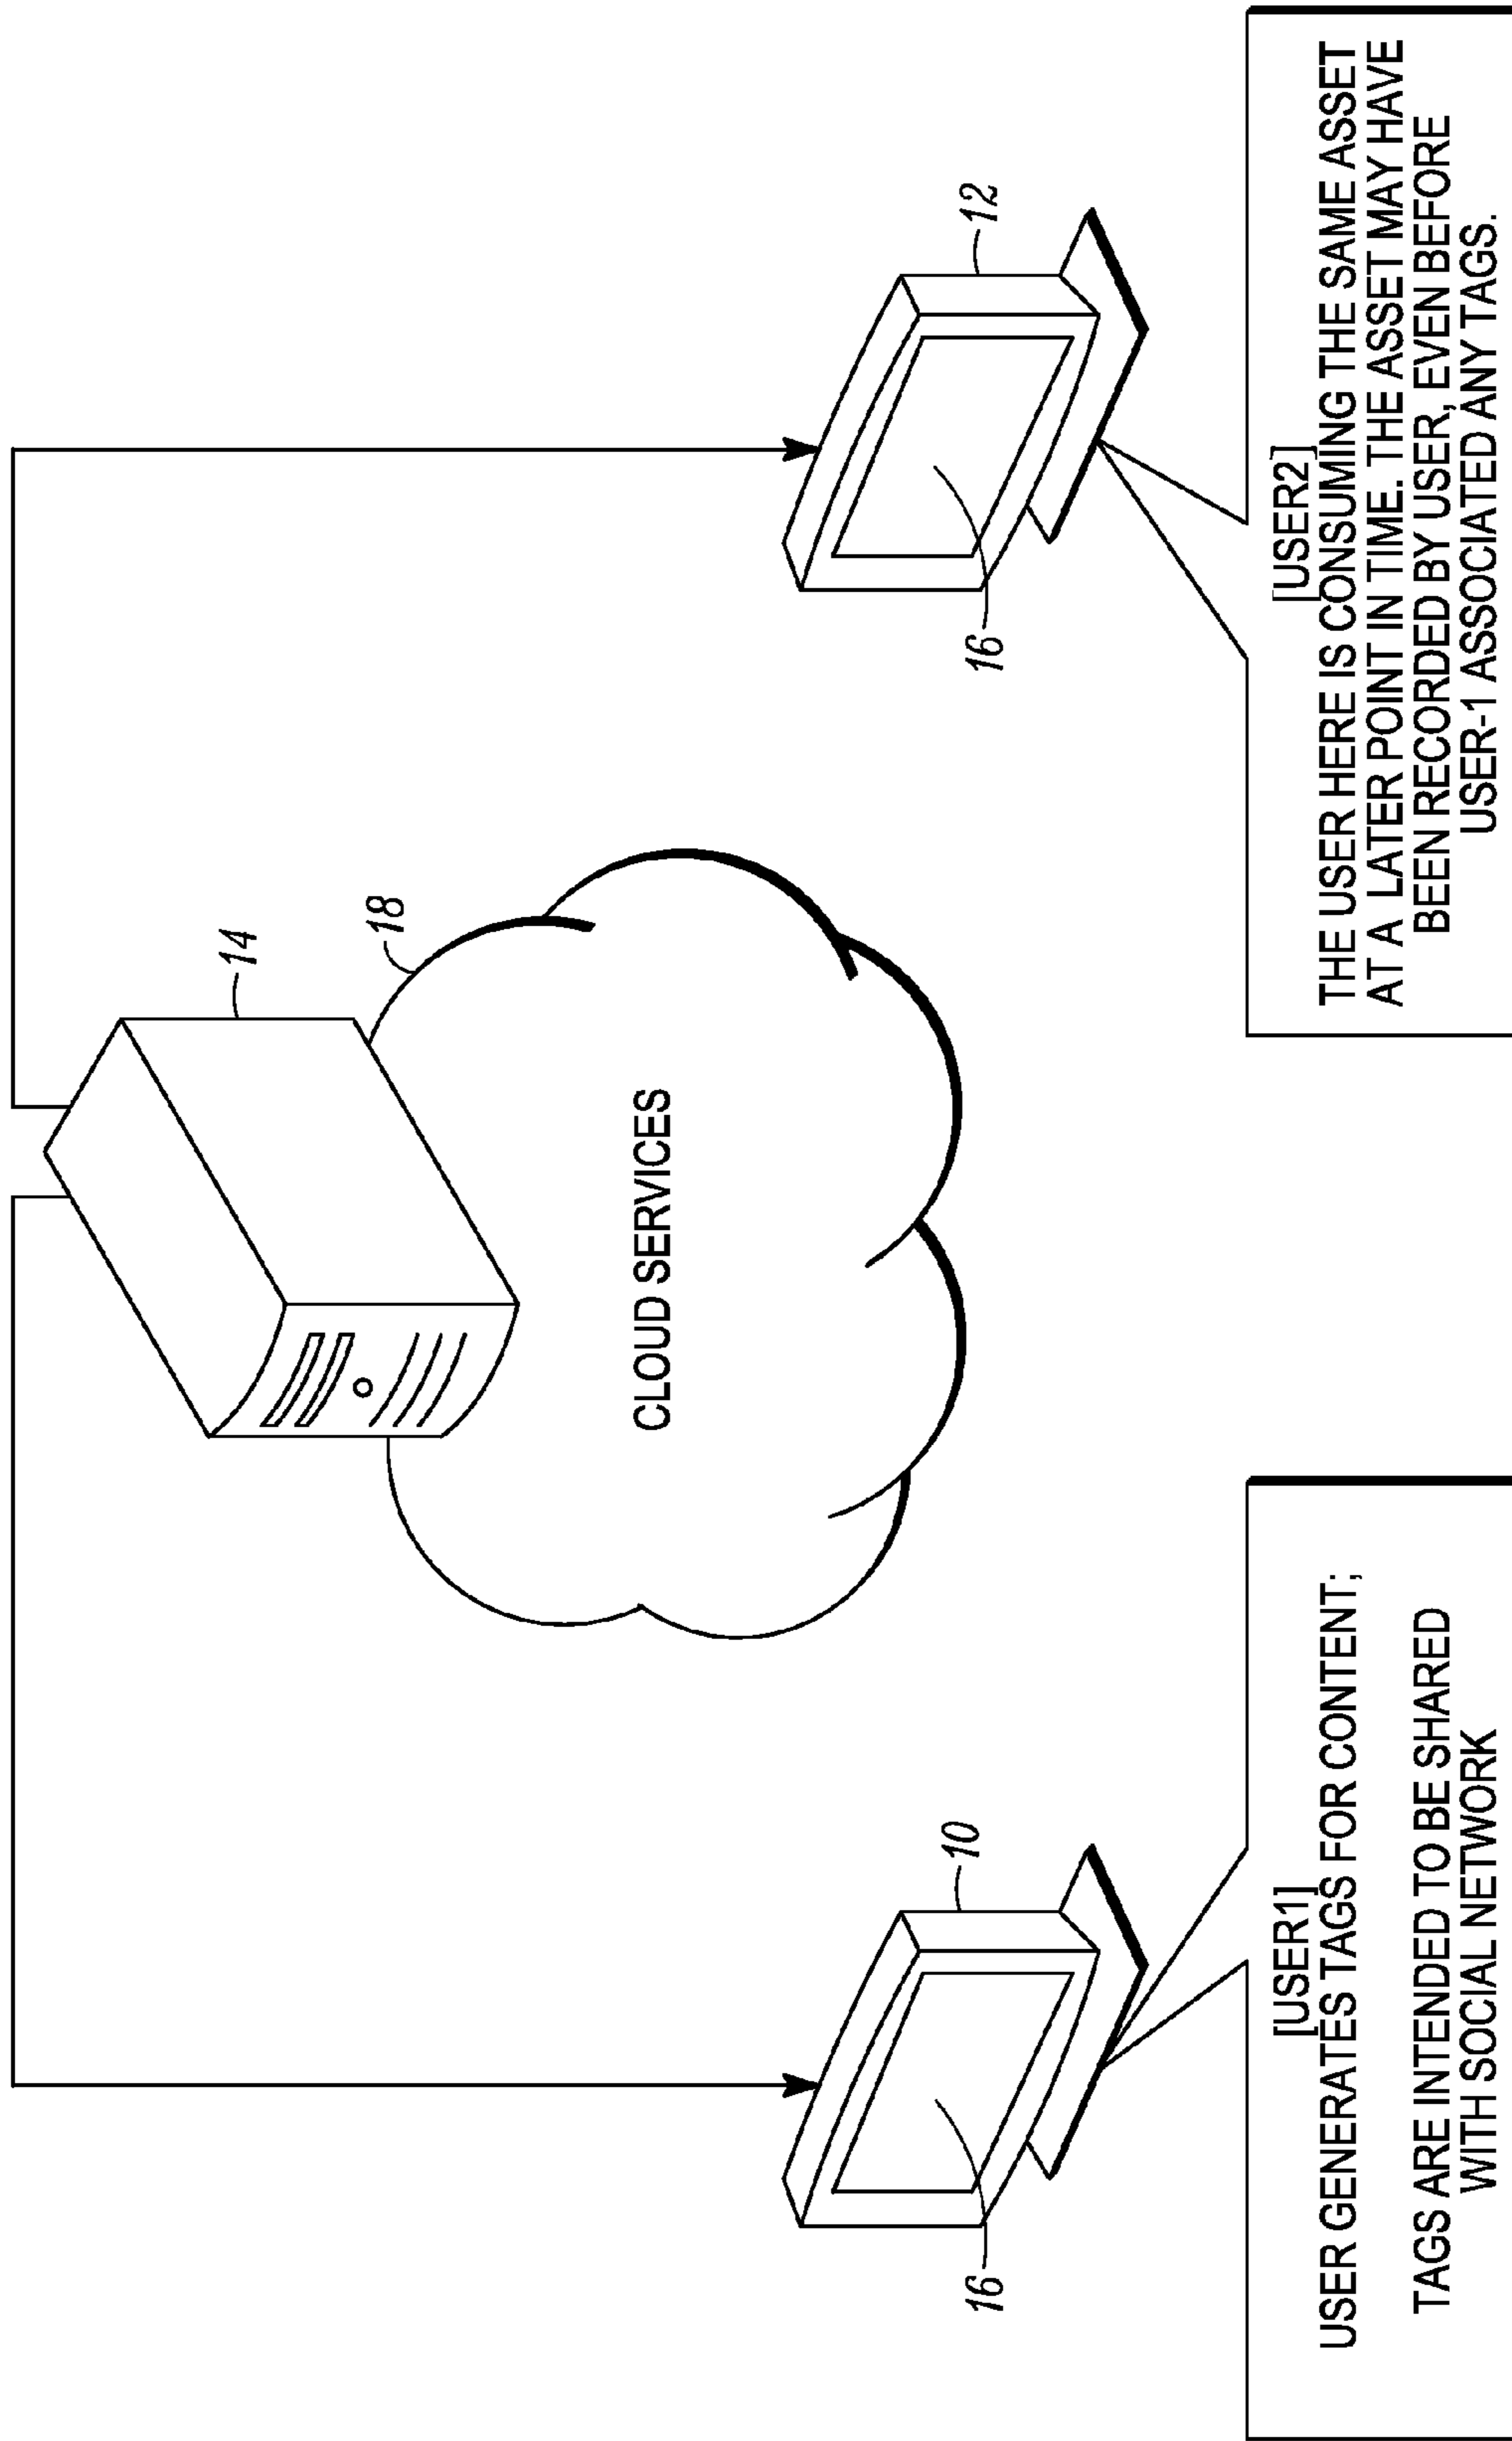 14
18
CLOUD SERVICES
10
16
12
16
[USER1]
USER GENERATES TAGS FOR CONTENT;
TAGS ARE INTENDED TO BE SHARED
WITH SOCIAL NETWORK
[USER2]
THE USER HERE IS CONSUMING THE SAME ASSET
AT A LATER POINT IN TIME. THE ASSET MAY HAVE
BEEN RECORDED BY USER, EVEN BEFORE
USER-1 ASSOCIATED ANY TAGS.